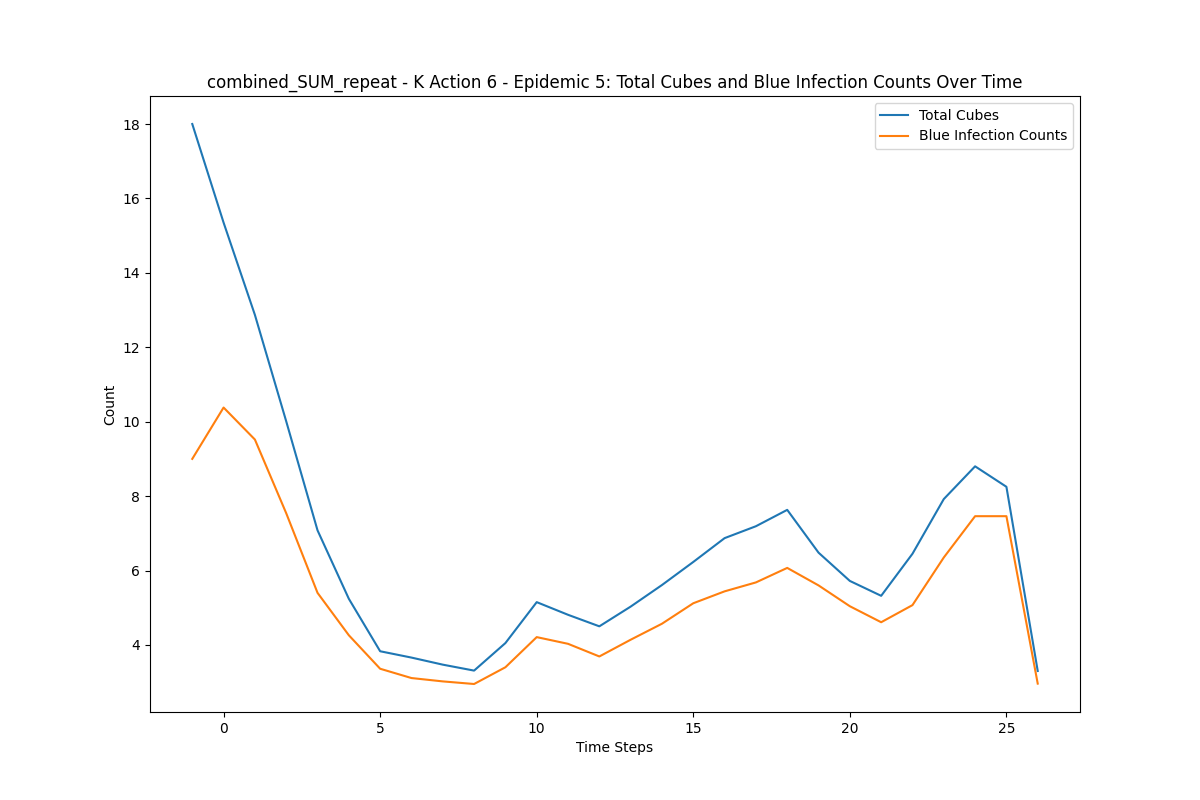 combined_SUM_repeat - K Action 6 - Epidemic 5: Total Cubes and Blue Infection Counts Over Time
Total Cubes
Blue Infection Counts
18
16
14
12
10
8
6
4
Count
0 5 10 15 20 25
Time Steps